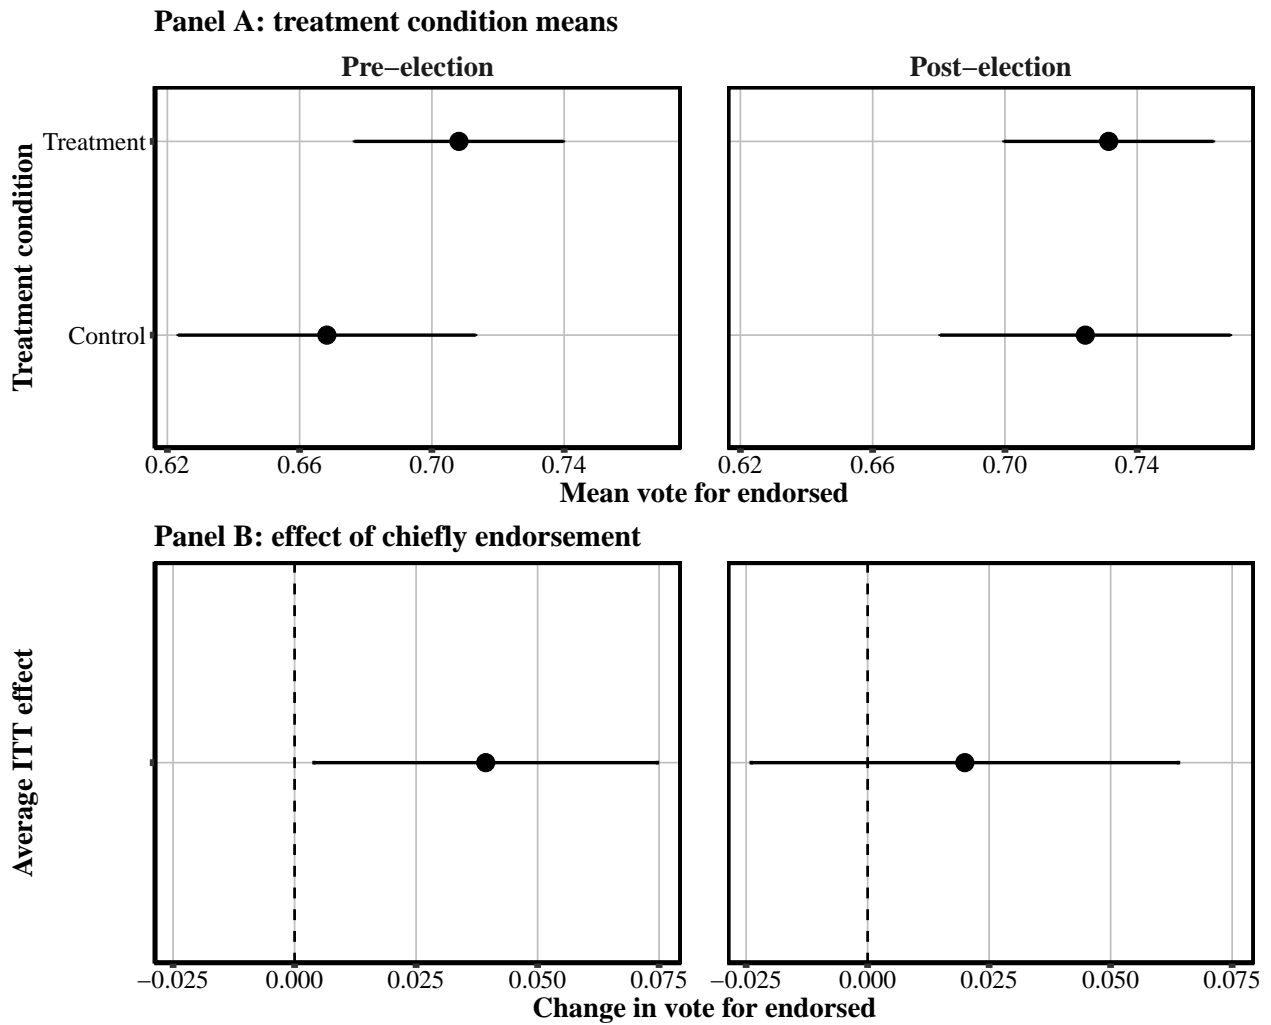 Panel A: treatment condition means
Pre−election
Post−election
Treatment condition
Treatment
Control
0.62 0.66 0.70 0.74
0.62 0.66 0.70 0.74
Mean vote for endorsed
Panel B: effect of chiefly endorsement
Average ITT effect
−0.025 0.000 0.025 0.050 0.075
−0.025 0.000 0.025 0.050 0.075
Change in vote for endorsed